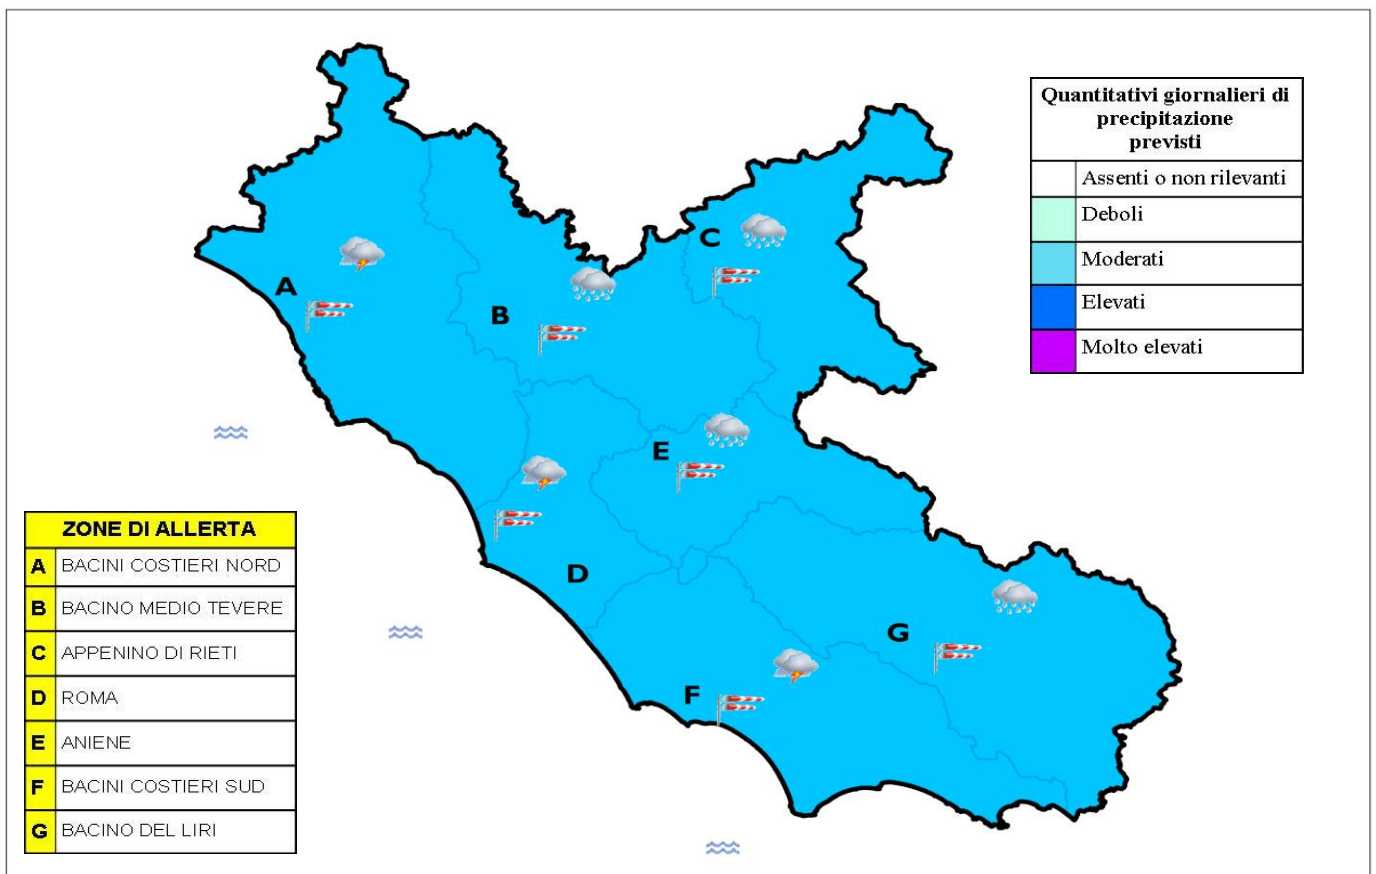 Quantitativi giornalieri di
precipitazione
previsti
Assenti o non rilevanti
Deboli
Moderati
Elevati
Molto elevati
C
A
B
E
D
G
F
ZONE DI ALLERTA
A BACINI COSTIERI NORD
B BACINO MEDIO TEVERE
C APPENINO DI RIETI
D ROMA
E ANIENE
F BACINI COSTIERI SUD
G BACINO DEL LIRI